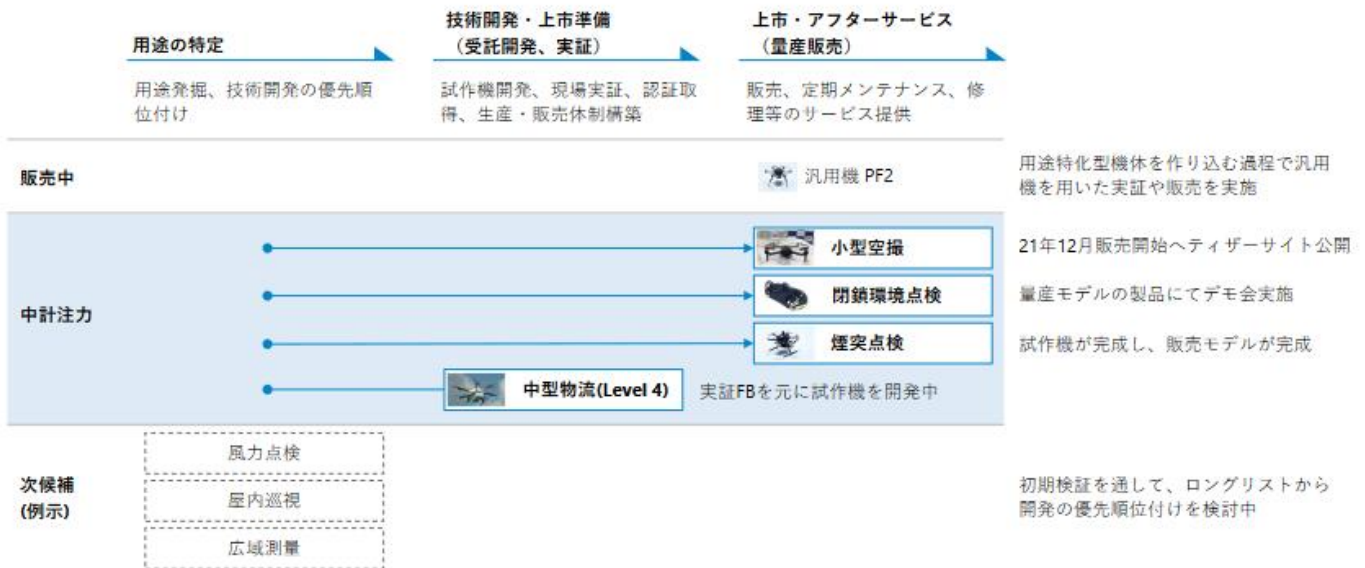 用途の特定
技術開発・上市準備
（受託開発、実証）
上市・アフターサービス
（量産販売）
用途発掘、技術開発の優先順
位付け
試作機開発、現場実証、認証取
得、生産・販売体制構築
販売、定期メンテナンス、修
理等のサービス提供
販売中
汎用機 PF2
用途特化型機体を作り込む過程で汎用
機を用いた実証や販売を実施
中計注力
小型空撮
21年12月販売開始へティザーサイト公開
閉鎖環境点検
量産モデルの製品にてデモ会実施
煙突点検
試作機が完成し、販売モデルが完成
中型物流(Level 4)
実証FBを元に試作機を開発中
次候補
(例示)
風力点検
屋内巡視
広域測量
初期検証を通して、ロングリストから
開発の優先順位付けを検討中